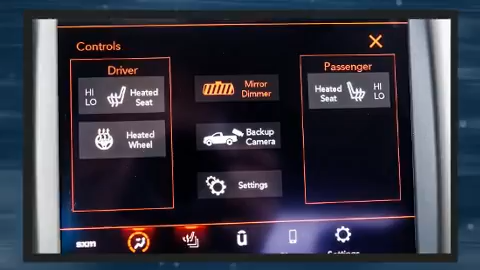 Controls
Driver
HI
LO
Heated
Seat
Heated
Wheel
Mirror
Dimmer
Backup
Camera
Settings
Passenger
Heated
Seat
HI
LO
sxm
Settings